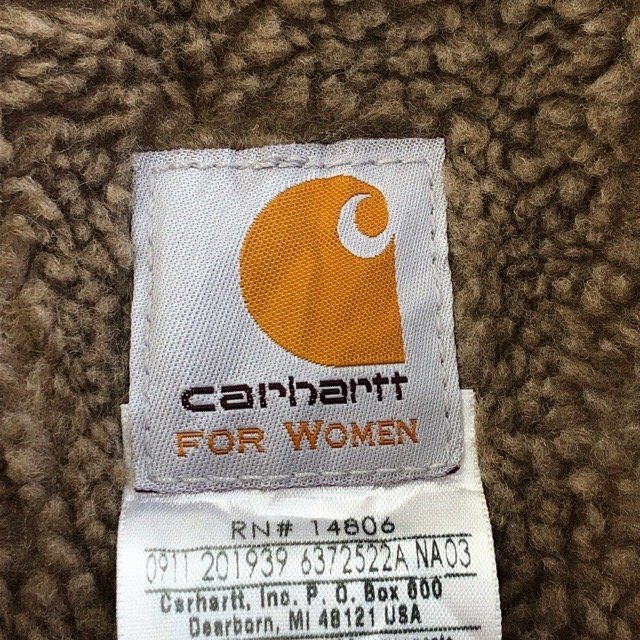 carhartt
FOR WOMEN
RN# 14806
0911 201939 6372522A NA03
Carhartt, Inc. P. O. Box 600
Dearborn, MI 48121 USA